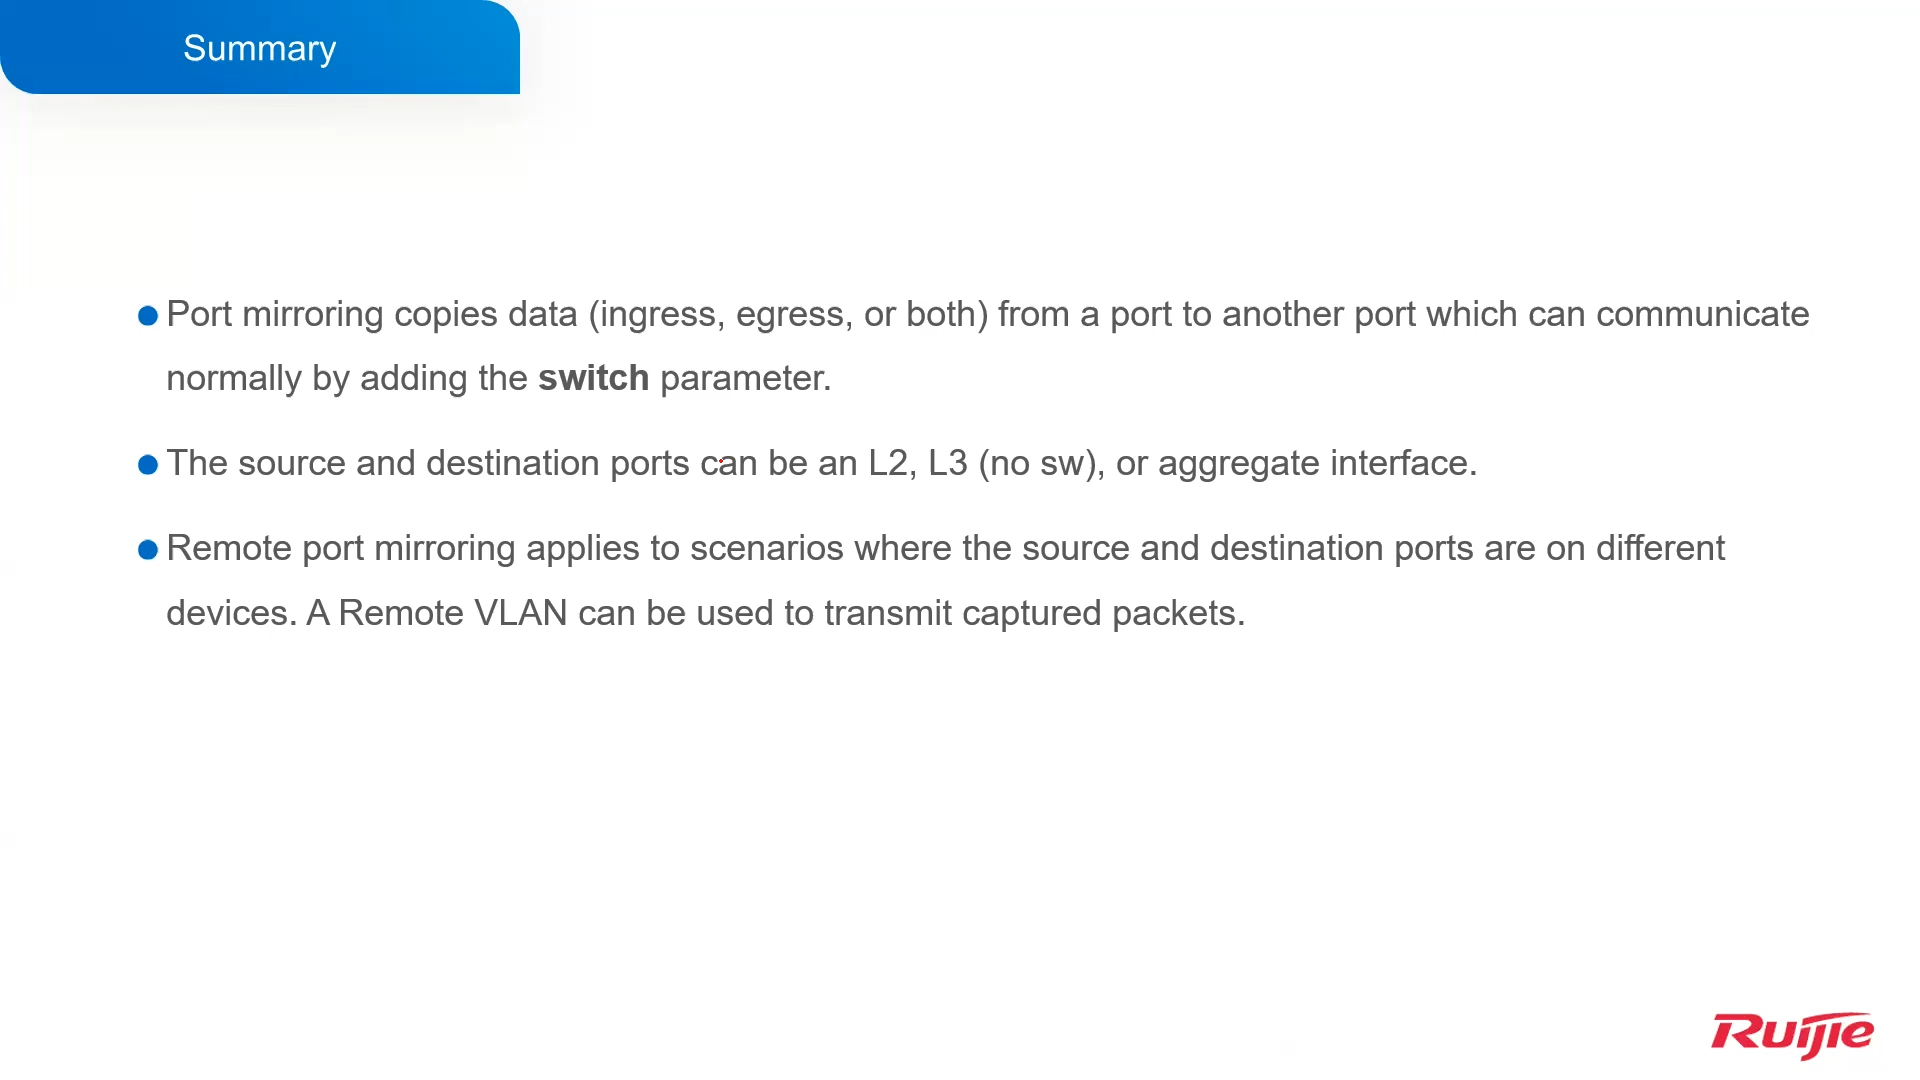 Summary
Port mirroring copies data (ingress, egress, or both) from a port to another port which can communicate
normally by adding the switch parameter.
The source and destination ports can be an L2, L3 (no sw), or aggregate interface.
Remote port mirroring applies to scenarios where the source and destination ports are on different
devices. A Remote VLAN can be used to transmit captured packets.
Ruijie